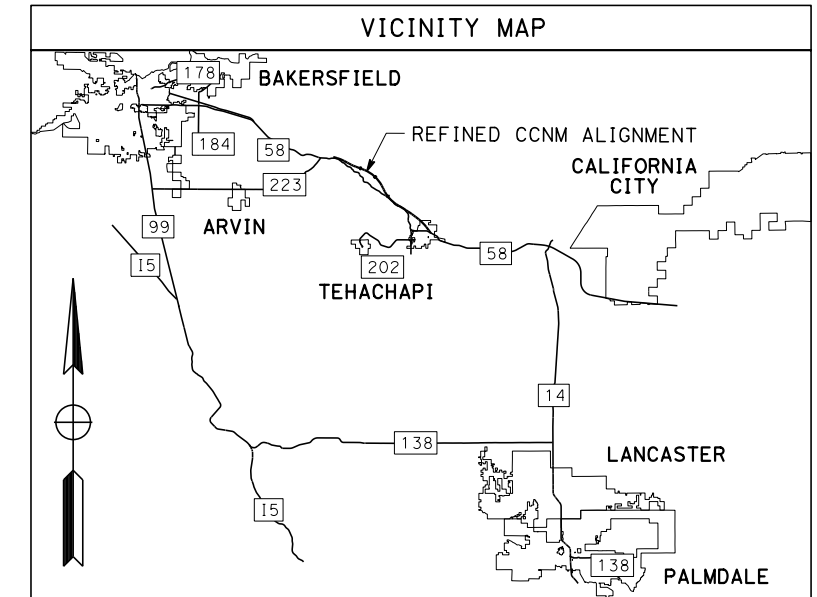 VICINITY MAP
178
BAKERSFIELD
184
58
REFINED CCNM ALIGNMENT
CALIFORNIA
CITY
223
99
ARVIN
I5
202
58
TEHACHAPI
14
138
LANCASTER
I5
138
PALMDALE